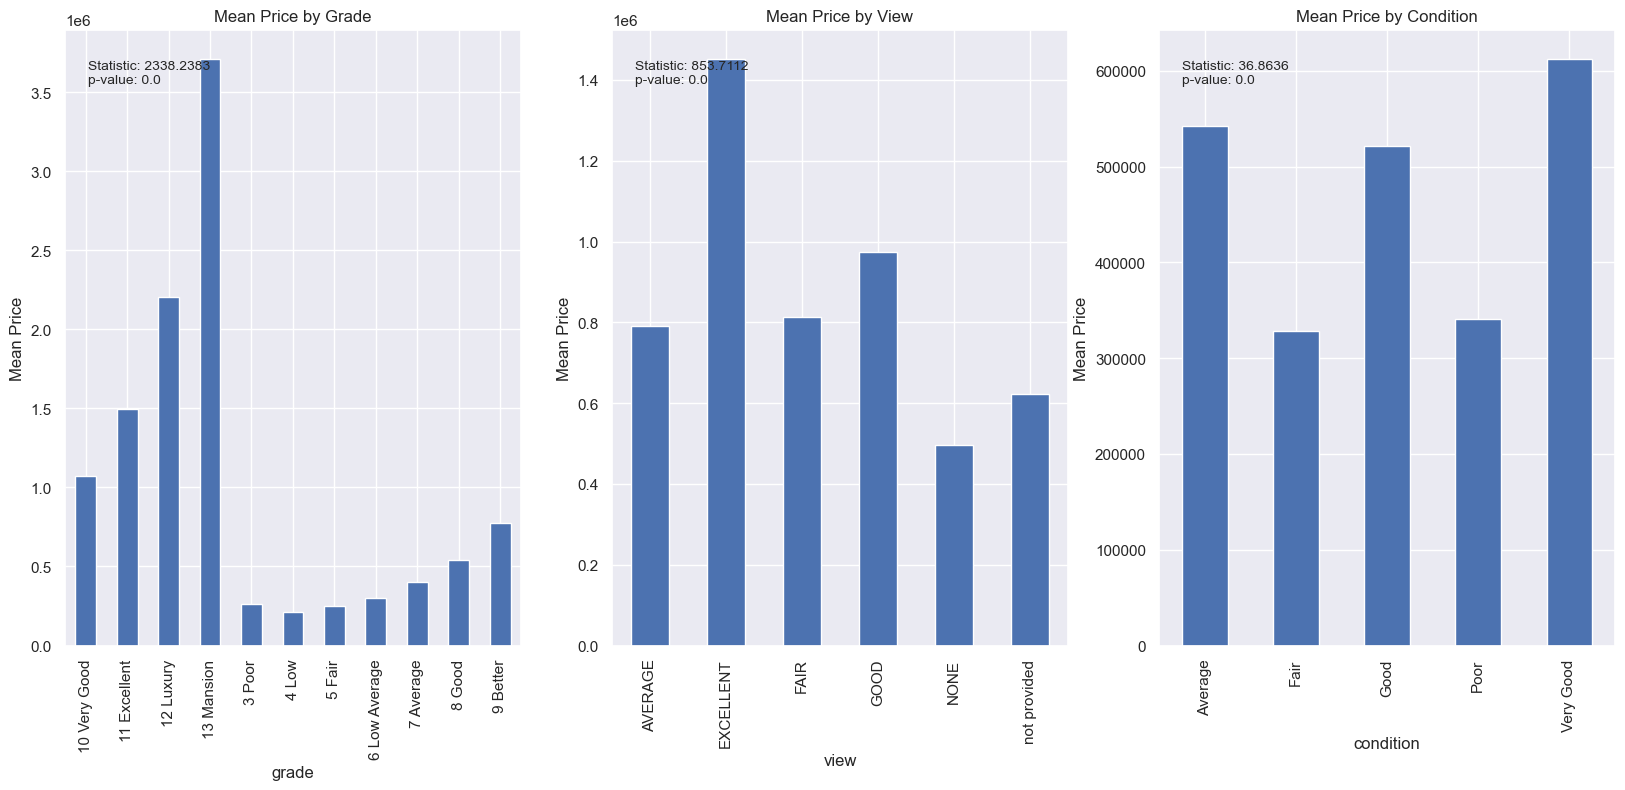 Mean Price by Grade
1e6
Statistic: 2338.2383
p-value: 0.0
Mean Price
3.5
3.0
2.5
2.0
1.5
1.0
0.5
0.0
10 Very Good
11 Excellent
12 Luxury
13 Mansion
3 Poor
4 Low
5 Fair
6 Low Average
7 Average
8 Good
9 Better
grade
Mean Price by View
1e6
Statistic: 853.7112
p-value: 0.0
Mean Price
1.4
1.2
1.0
0.8
0.6
0.4
0.2
0.0
AVERAGE
EXCELLENT
FAIR
GOOD
NONE
not provided
view
Mean Price by Condition
Statistic: 36.8636
p-value: 0.0
Mean Price
600000
500000
400000
300000
200000
100000
0
Average
Fair
Good
Poor
Very Good
condition